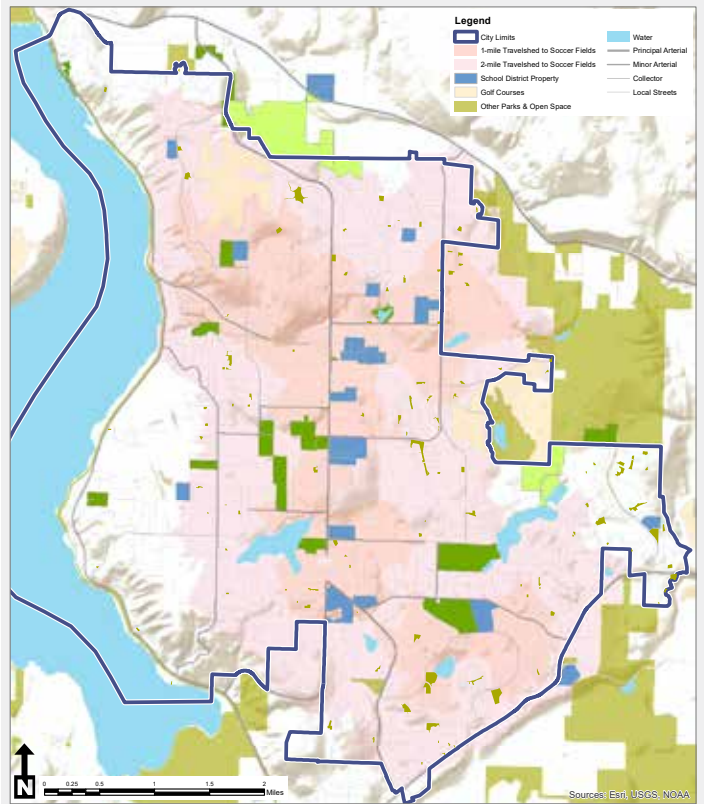 Legend
City Limits
1-mile Travelshed to Soccer Fields
2-mile Travelshed to Soccer Fields
School District Property
Golf Courses
Other Parks & Open Space
Water
Principal Arterial
Minor Arterial
Collector
Local Streets
N
0 0.25 0.5 1 1.5 2
Miles
Sources: Esri, USGS, NOAA